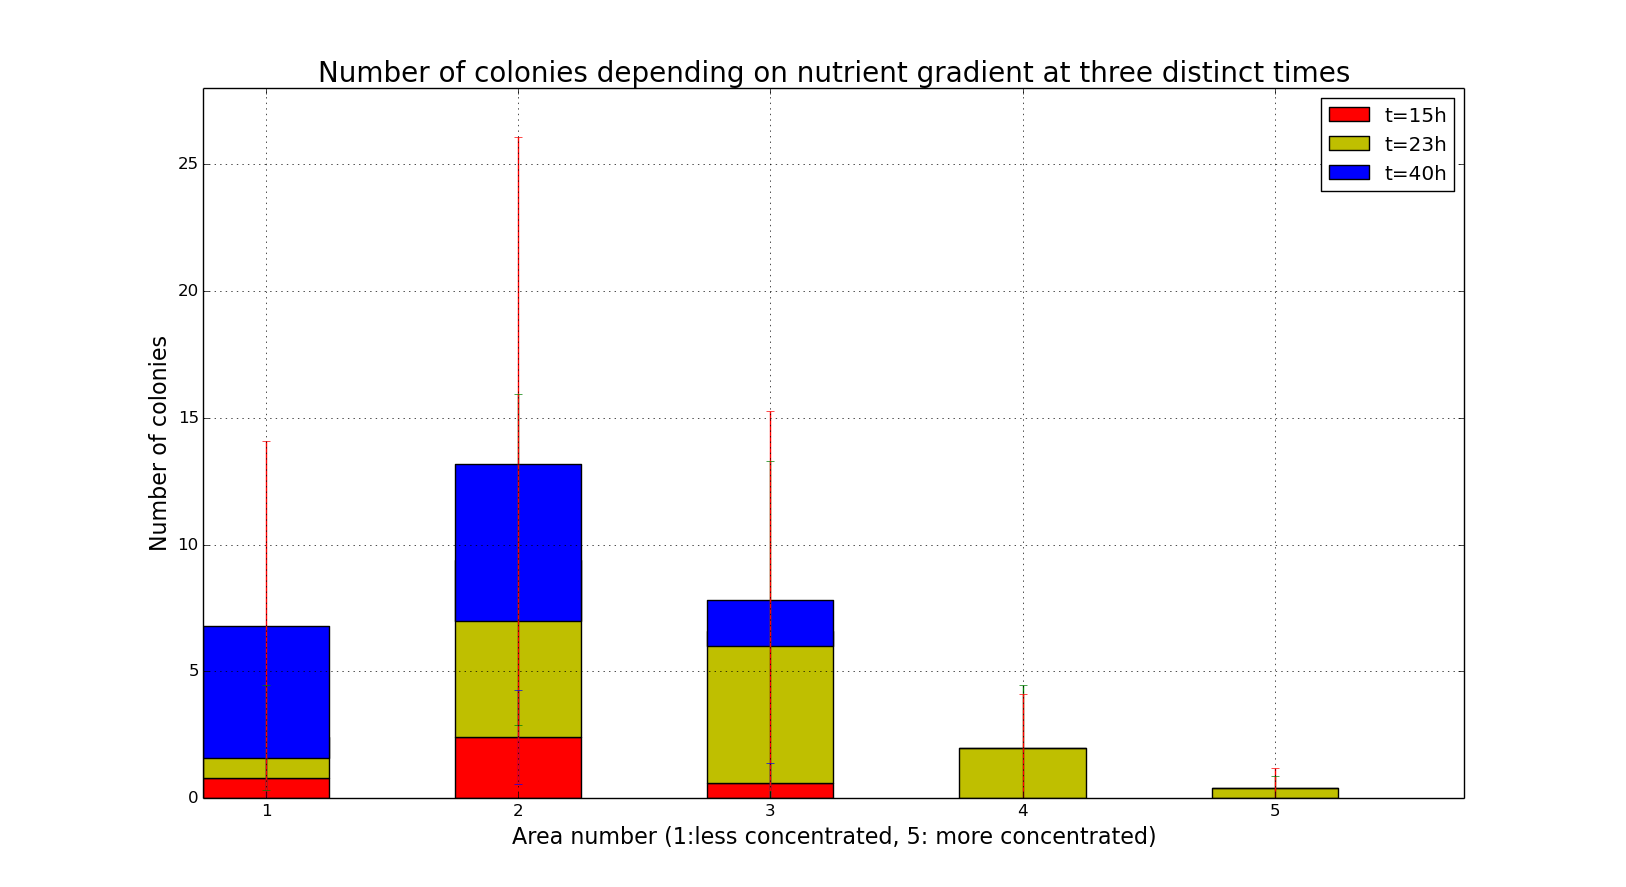 Number of colonies depending on nutrient gradient at three distinct times
t=15h
t=23h
t=40h
Number of colonies
25
20
15
10
5
0
1 2 3 4 5
Area number (1:less concentrated, 5: more concentrated)